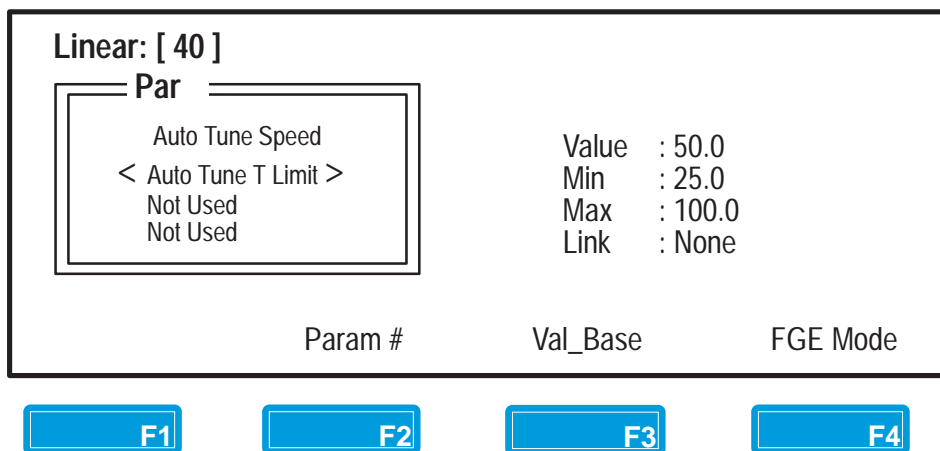 Linear: [ 40 ]
Par
Auto Tune Speed
< Auto Tune T Limit >
Not Used
Not Used
Value : 50.0
Min : 25.0
Max : 100.0
Link : None
Param # Val_Base FGE Mode
F1 F2 F3 F4